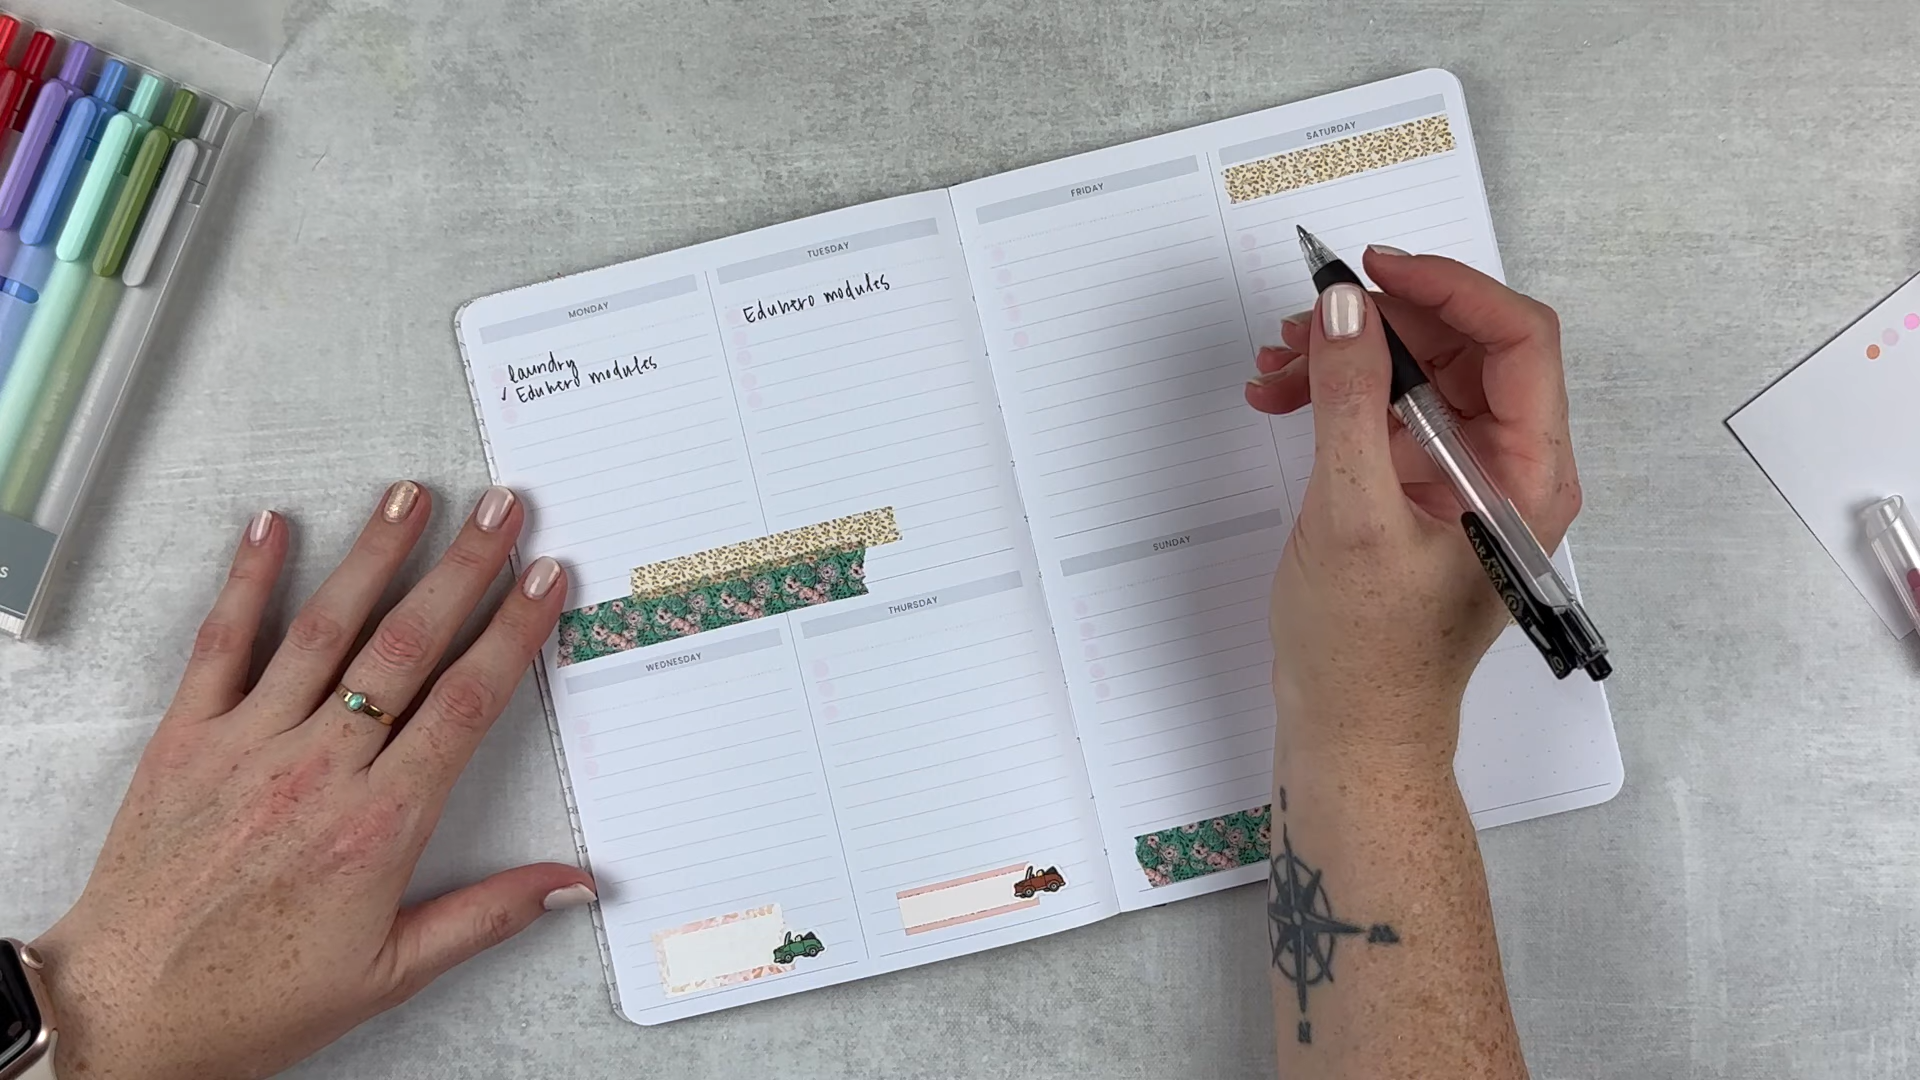 MONDAY
laundry
✓ Eduhero modules
TUESDAY
Eduhero modules
WEDNESDAY
THURSDAY
FRIDAY
SATURDAY
SUNDAY
SARASA
N
S